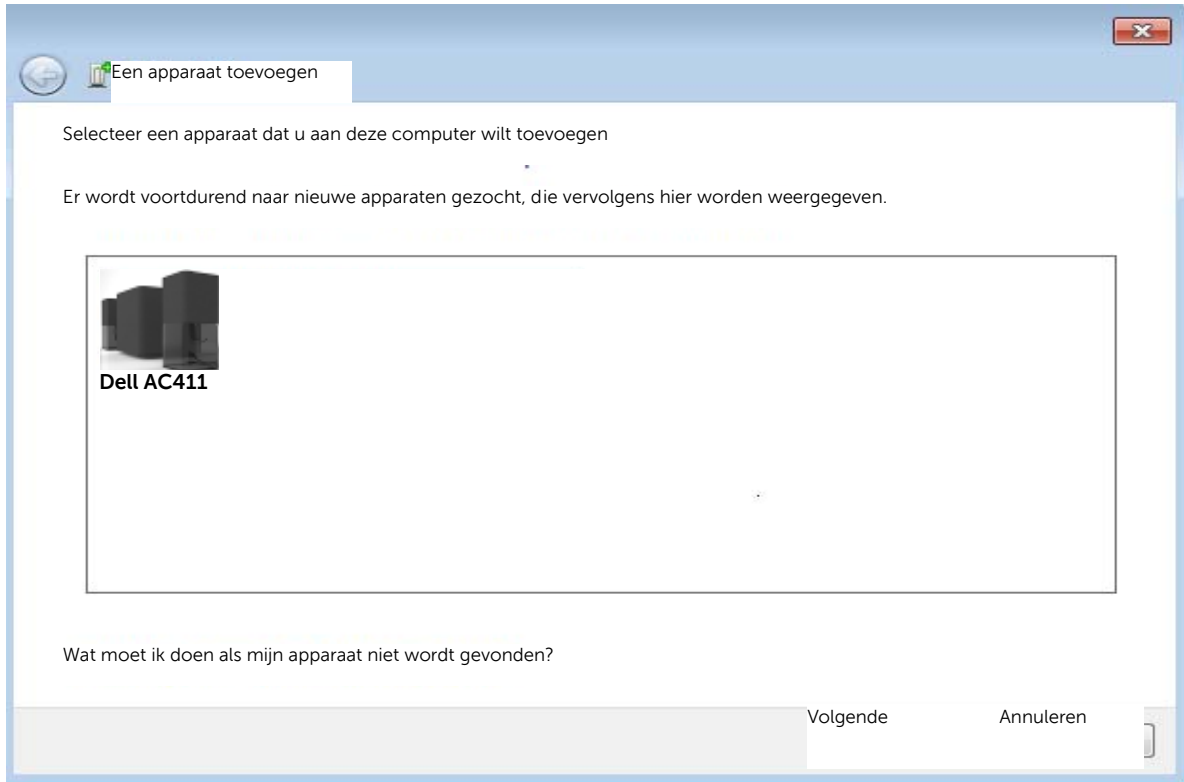 Een apparaat toevoegen
Selecteer een apparaat dat u aan deze computer wilt toevoegen
Er wordt voortdurend naar nieuwe apparaten gezocht, die vervolgens hier worden weergegeven.
Dell AC411
Wat moet ik doen als mijn apparaat niet wordt gevonden?
Volgende Annuleren